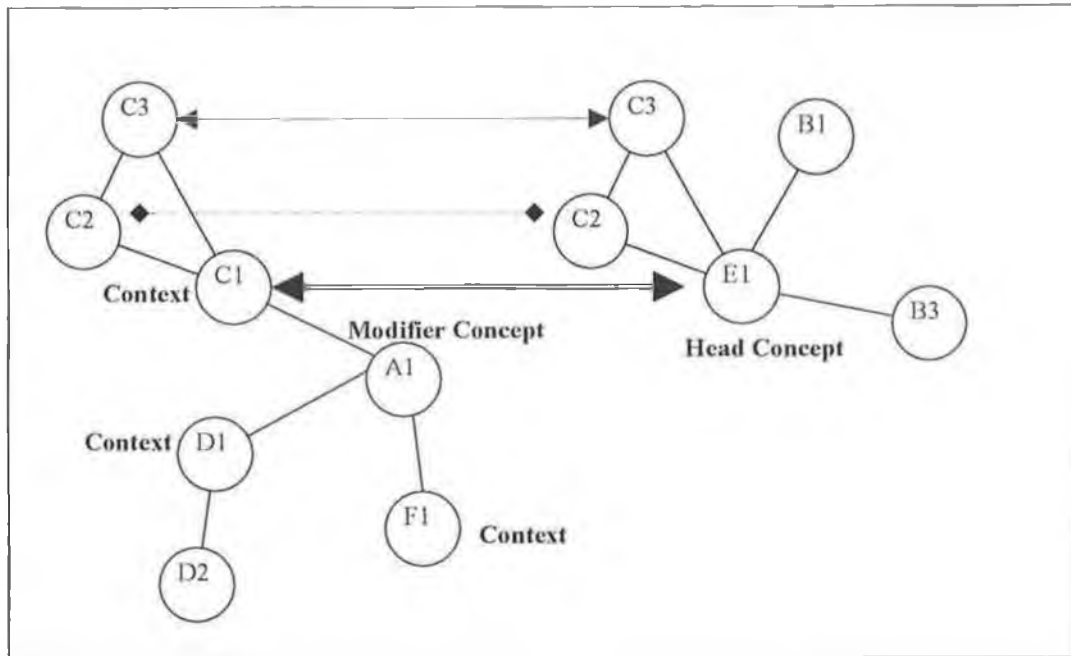 C3 C3 B1
C2 C2
C1 E1
Context B3
Modifier Concept Head Concept
A1
Context D1
F1 Context
D2